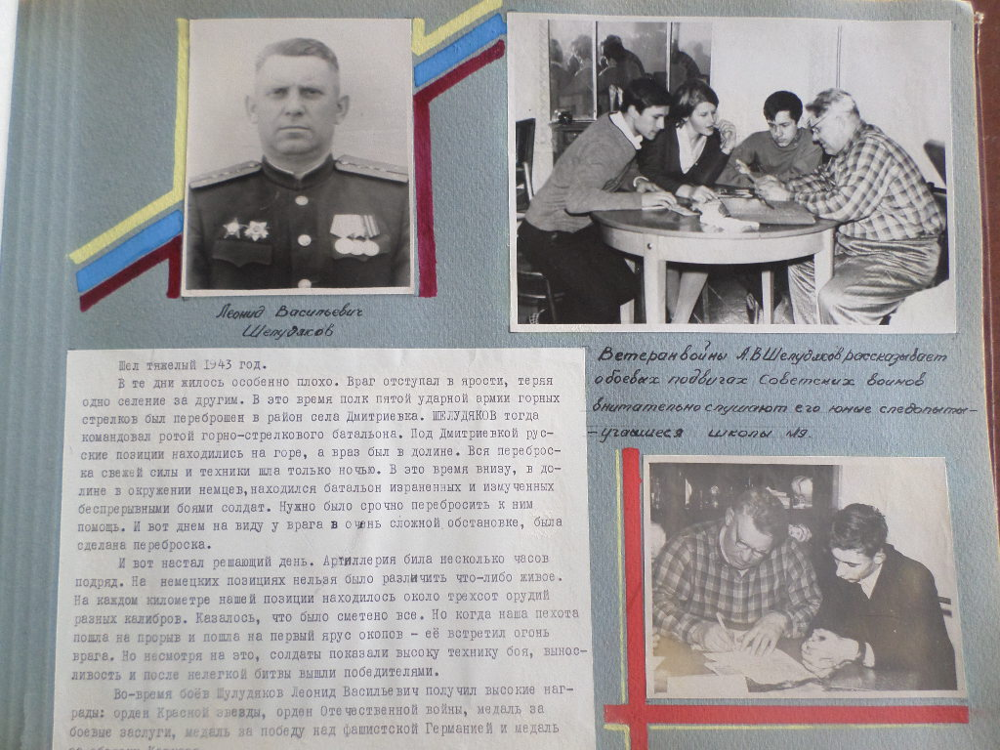 Леонид Васильевич
Шелудяков
Ветеран войны Л.В Шелудяков рассказывает
о боевых подвигах Советских воинов
внимательно слушают его юные следопыты-
-учащиеся школы №9.
Шел тяжелый 1943 год.
В те дни жилось особенно плохо. Враг отступал в ярости, теряя
одно селение за другим. В это время полк пятой ударной армии горных
стрелков был переброшен в район села Дмитриевка. ШЕЛУДЯКОВ тогда
командовал ротой горно-стрелкового батальона. Под Дмитриевкой рус-
ские позиции находились на горе, а враз был в долине. Вся переброс-
ка свежей силы и техники шла только ночью. В это время внизу, в до-
лине в окружении немцев,находился батальон израненных и измученных
беспрерывными боями солдат. Нужно было срочно перебросить к ним
помощь. И вот днем на виду у врага в очень сложной обстановке, была
сделана переброска.
И вот настал решающий день. Артиллерия била несколько часов
подряд. На немецких позициях нельзя было различить что-либо живое.
На каждом километре нашей позиции находилось около трехсот орудий
разных калибров. Казалось, что было сметено все. Но когда наша пехота
пошла на прорыв и пошла на первый ярус окопов - её встретил огонь
врага. Но несмотря на это, солдаты показали высоку технику боя, вынос-
ливость и после нелегкой битвы вышли победителями.
Во-время боёв Шулудяков Леонид Васильевич получил высокие наг-
рады: орден Красной звезды, орден Отечественной войны, медаль за
боевые заслуги, медаль за победу над фашистской Германией и медаль